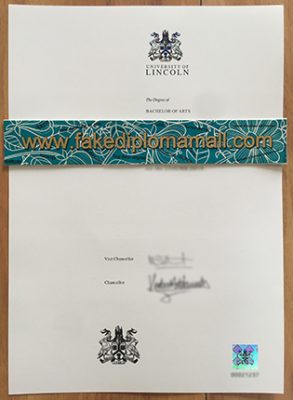 UNIVERSITY OF
LINCOLN
The Degree of
BACHELOR OF ARTS
www.fakediplomamall.com
Vice Chancellor
Chancellor